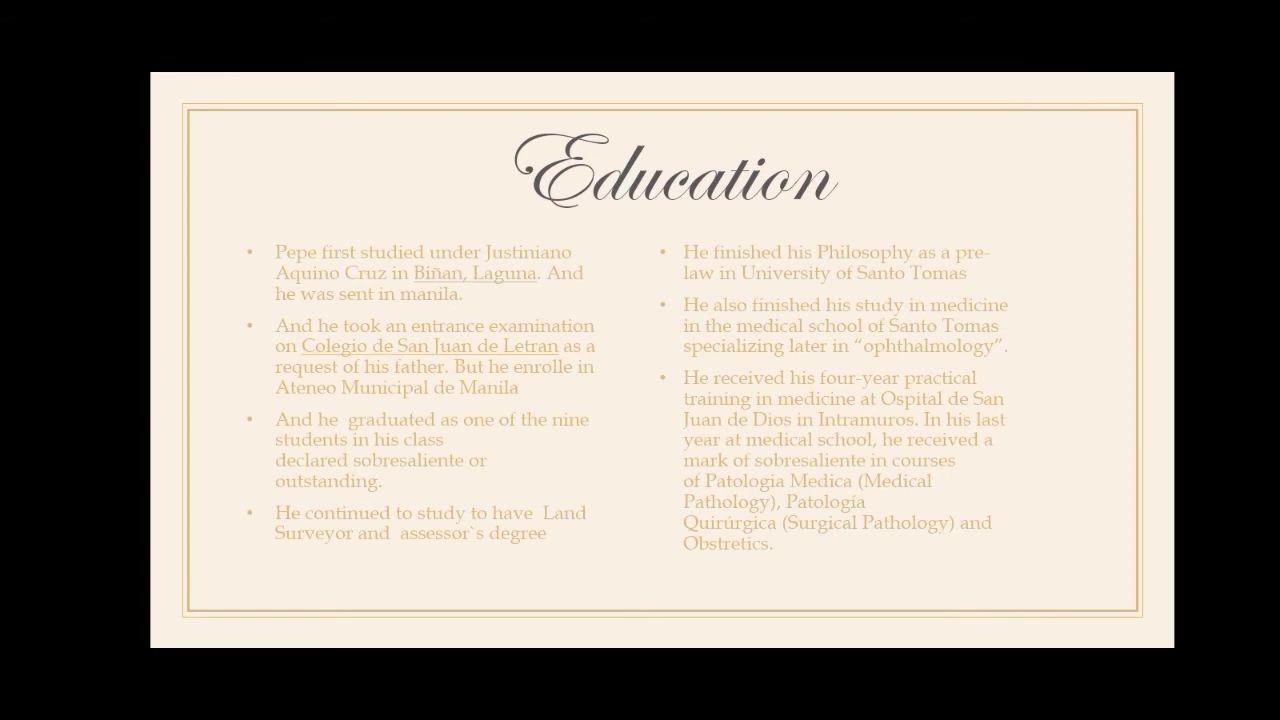 Education
• Pepe first studied under Justiniano
Aquino Cruz in Biñan, Laguna. And
he was sent in manila.
• And he took an entrance examination
on Colegio de San Juan de Letran as a
request of his father. But he enrolle in
Ateneo Municipal de Manila
• And he  graduated as one of the nine
students in his class
declared sobresaliente or
outstanding.
• He continued to study to have  Land
Surveyor and  assessor`s degree
• He finished his Philosophy as a pre-
law in University of Santo Tomas
• He also finished his study in medicine
in the medical school of Santo Tomas
specializing later in “ophthalmology”.
• He received his four-year practical
training in medicine at Ospital de San
Juan de Dios in Intramuros. In his last
year at medical school, he received a
mark of sobresaliente in courses
of Patologia Medica (Medical
Pathology), Patología
Quirúrgica (Surgical Pathology) and
Obstretics.